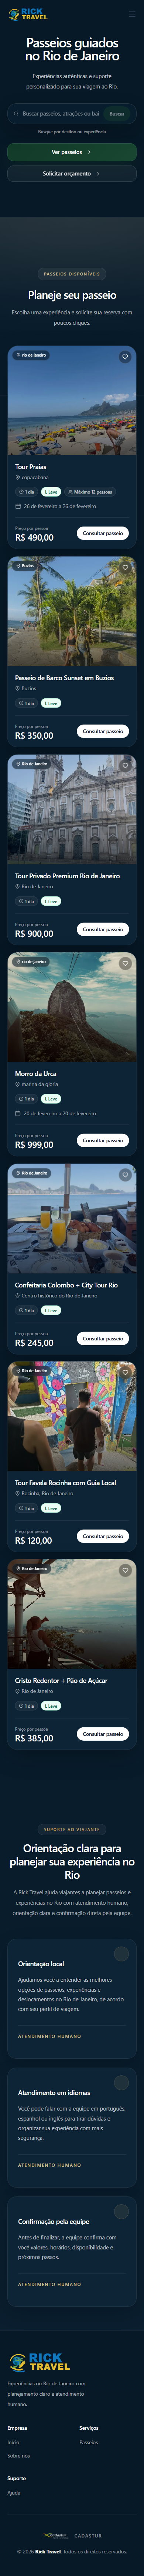 RICK
TRAVEL
Passeios guiados
no Rio de Janeiro
Experiências autênticas e suporte
personalizado para sua viagem ao Rio.
Buscar passeios, atrações ou bai
Buscar
Busque por destino ou experiência
Ver passeios
Solicitar orçamento
PASSEIOS DISPONÍVEIS
Planeje seu passeio
Escolha uma experiência e solicite sua reserva com
poucos cliques.
rio de janeiro
Tour Praias
copacabana
1 dia
Leve
Máximo 12 pessoas
26 de fevereiro a 26 de fevereiro
Preço por pessoa
R$ 490,00
Consultar passeio
Buzios
Passeio de Barco Sunset em Buzios
Buzios
1 dia
Leve
Preço por pessoa
R$ 350,00
Consultar passeio
Rio de Janeiro
Tour Privado Premium Rio de Janeiro
Rio de Janeiro
1 dia
Leve
Preço por pessoa
R$ 900,00
Consultar passeio
rio de janeiro
Morro da Urca
marina da gloria
1 dia
Leve
20 de fevereiro a 20 de fevereiro
Preço por pessoa
R$ 999,00
Consultar passeio
Rio de Janeiro
Confeitaria Colombo + City Tour Rio
Centro histórico do Rio de Janeiro
1 dia
Leve
Preço por pessoa
R$ 245,00
Consultar passeio
Rio de Janeiro
Tour Favela Rocinha com Guia Local
Rocinha, Rio de Janeiro
1 dia
Leve
Preço por pessoa
R$ 120,00
Consultar passeio
Rio de Janeiro
Cristo Redentor + Pão de Açúcar
Rio de Janeiro
1 dia
Leve
Preço por pessoa
R$ 385,00
Consultar passeio
SUPORTE AO VIAJANTE
Orientação clara para
planejar sua experiência no
Rio
A Rick Travel ajuda viajantes a planejar passeios e
experiências no Rio com atendimento humano,
orientação clara e confirmação direta pela equipe.
Orientação local
Ajudamos você a entender as melhores
opções de passeios, experiências e
deslocamentos no Rio de Janeiro, de acordo
com seu perfil de viagem.
ATENDIMENTO HUMANO
Atendimento em idiomas
Você pode falar com a equipe em português,
espanhol ou inglês para tirar dúvidas e
organizar sua experiência com mais
segurança.
ATENDIMENTO HUMANO
Confirmação pela equipe
Antes de finalizar, a equipe confirma com
você valores, horários, disponibilidade e
próximos passos.
ATENDIMENTO HUMANO
RICK
TRAVEL
Experiências no Rio de Janeiro com
planejamento claro e atendimento
humano.
Empresa
Serviços
Início
Passeios
Sobre nós
Suporte
Ajuda
Cadastur
CADASTUR
© 2026 Rick Travel. Todos os direitos reservados.